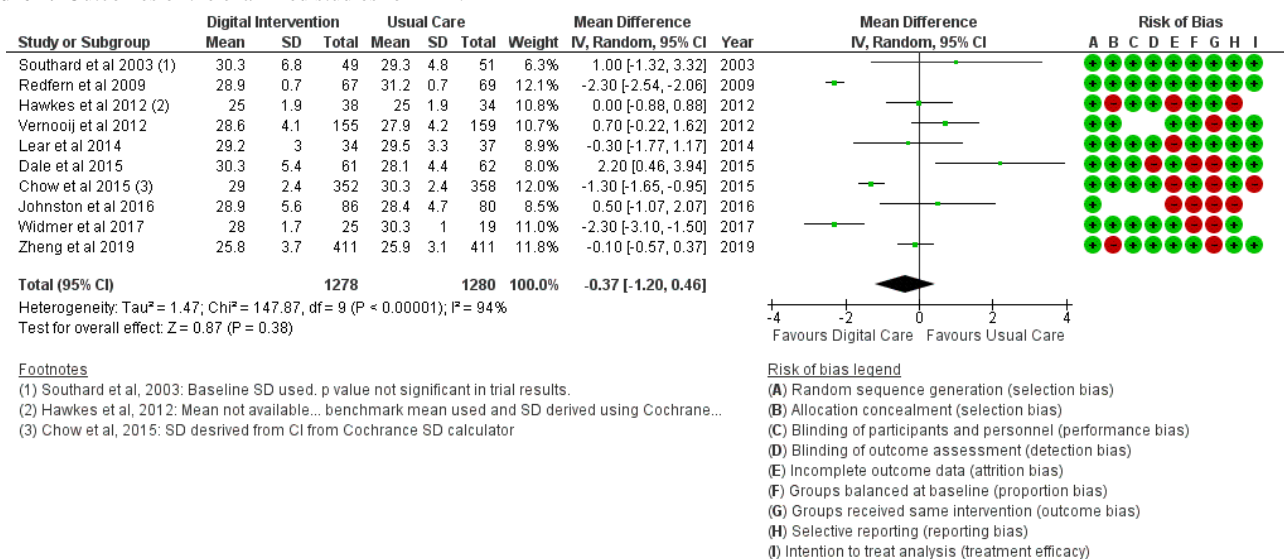 Digital Intervention Usual Care Mean Difference Mean Difference Risk of Bias
Study or Subgroup Mean SD Total Mean SD Total Weight IV, Random, 95% CI Year IV, Random, 95% CI A B C D E F G H I
Southard et al 2003 (1) 30.3 6.8 49 29.3 4.8 51 6.3% 1.00 [-1.32, 3.32] 2003
Redfern et al 2009 28.9 0.7 67 31.2 0.7 69 12.1% -2.30 [-2.54, -2.06] 2009
Hawkes et al 2012 (2) 25 1.9 38 25 1.9 34 10.8% 0.00 [-0.88, 0.88] 2012
Vernooij et al 2012 28.6 4.1 155 27.9 4.2 159 10.7% 0.70 [-0.22, 1.62] 2012
Lear et al 2014 29.2 3 34 29.5 3.3 37 8.9% -0.30 [-1.77, 1.17] 2014
Dale et al 2015 30.3 5.4 61 28.1 4.4 62 8.0% 2.20 [0.46, 3.94] 2015
Chow et al 2015 (3) 29 2.4 352 30.3 2.4 358 12.0% -1.30 [-1.65, -0.95] 2015
Johnston et al 2016 28.9 5.6 86 28.4 4.7 80 8.5% 0.50 [-1.07, 2.07] 2016
Widmer et al 2017 28 1.7 25 30.3 1 19 11.0% -2.30 [-3.10, -1.50] 2017
Zheng et al 2019 25.8 3.7 411 25.9 3.1 411 11.8% -0.10 [-0.57, 0.37] 2019
Total (95% CI) 1278 1280 100.0% -0.37 [-1.20, 0.46]
Heterogeneity: Tau² = 1.47; Chi² = 147.87, df = 9 (P < 0.00001); I² = 94%
Test for overall effect: Z = 0.87 (P = 0.38)
-4 -2 0 2 4
Favours Digital Care Favours Usual Care
Footnotes
(1) Southard et al, 2003: Baseline SD used. p value not significant in trial results.
(2) Hawkes et al, 2012: Mean not available... benchmark mean used and SD derived using Cochrane...
(3) Chow et al, 2015: SD desrived from CI from Cochrance SD calculator
Risk of bias legend
(A) Random sequence generation (selection bias)
(B) Allocation concealment (selection bias)
(C) Blinding of participants and personnel (performance bias)
(D) Blinding of outcome assessment (detection bias)
(E) Incomplete outcome data (attrition bias)
(F) Groups balanced at baseline (proportion bias)
(G) Groups received same intervention (outcome bias)
(H) Selective reporting (reporting bias)
(I) Intention to treat analysis (treatment efficacy)